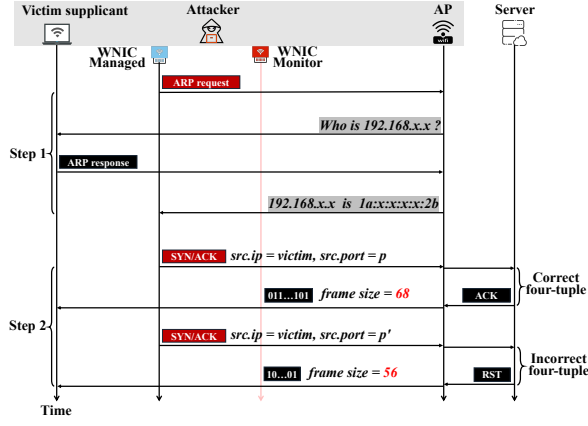 Victim supplicant
Attacker
AP
Server
wifi
WNIC
Managed
WNIC
Monitor
ARP request
Who is 192.168.x.x ?
Step 1
ARP response
192.168.x.x is 1a:x:x:x:x:2b
SYN/ACK src.ip = victim, src.port = p
011…101 frame size = 68
ACK
Correct
four-tuple
Step 2
SYN/ACK src.ip = victim, src.port = p'
10…01 frame size = 56
RST
Incorrect
four-tuple
Time